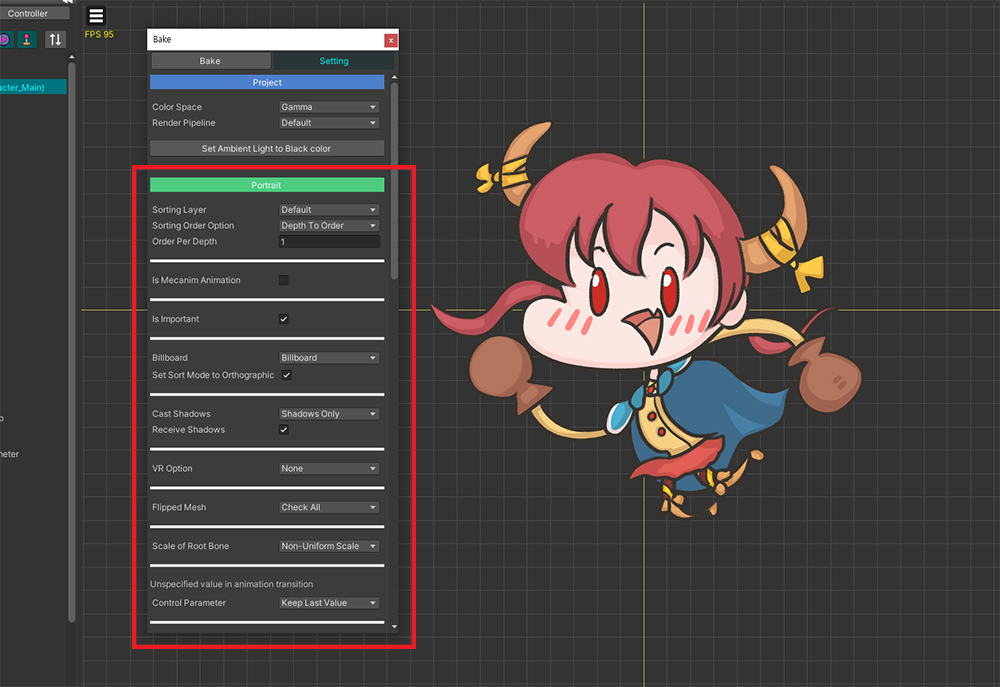 Controller
FPS 95
acter_Main)
Bake
x
Bake
Setting
Project
Color Space Gamma
Render Pipeline Default
Set Ambient Light to Black color
Portrait
Sorting Layer Default
Sorting Order Option Depth To Order
Order Per Depth 1
Is Mecanim Animation
Is Important
Billboard Billboard
Set Sort Mode to Orthographic
Cast Shadows Shadows Only
Receive Shadows
VR Option None
Flipped Mesh Check All
Scale of Root Bone Non-Uniform Scale
Unspecified value in animation transition
Control Parameter Keep Last Value
p
neter